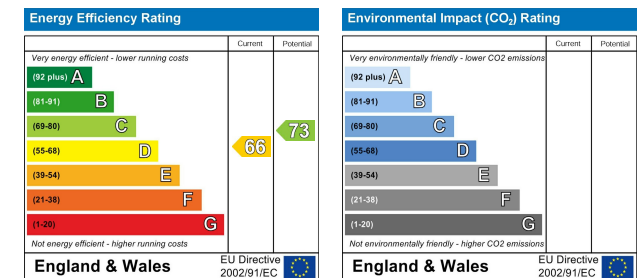 Energy Efficiency Rating
Current Potential
Very energy efficient - lower running costs
(92 plus) A
(81-91) B
(69-80) C
(55-68) D
(39-54) E
(21-38) F
(1-20) G
66
73
Not energy efficient - higher running costs
England & Wales
EU Directive
2002/91/EC
Environmental Impact (CO₂) Rating
Current Potential
Very environmentally friendly - lower CO2 emissions
(92 plus) A
(81-91) B
(69-80) C
(55-68) D
(39-54) E
(21-38) F
(1-20) G
Not environmentally friendly - higher CO2 emissions
England & Wales
EU Directive
2002/91/EC